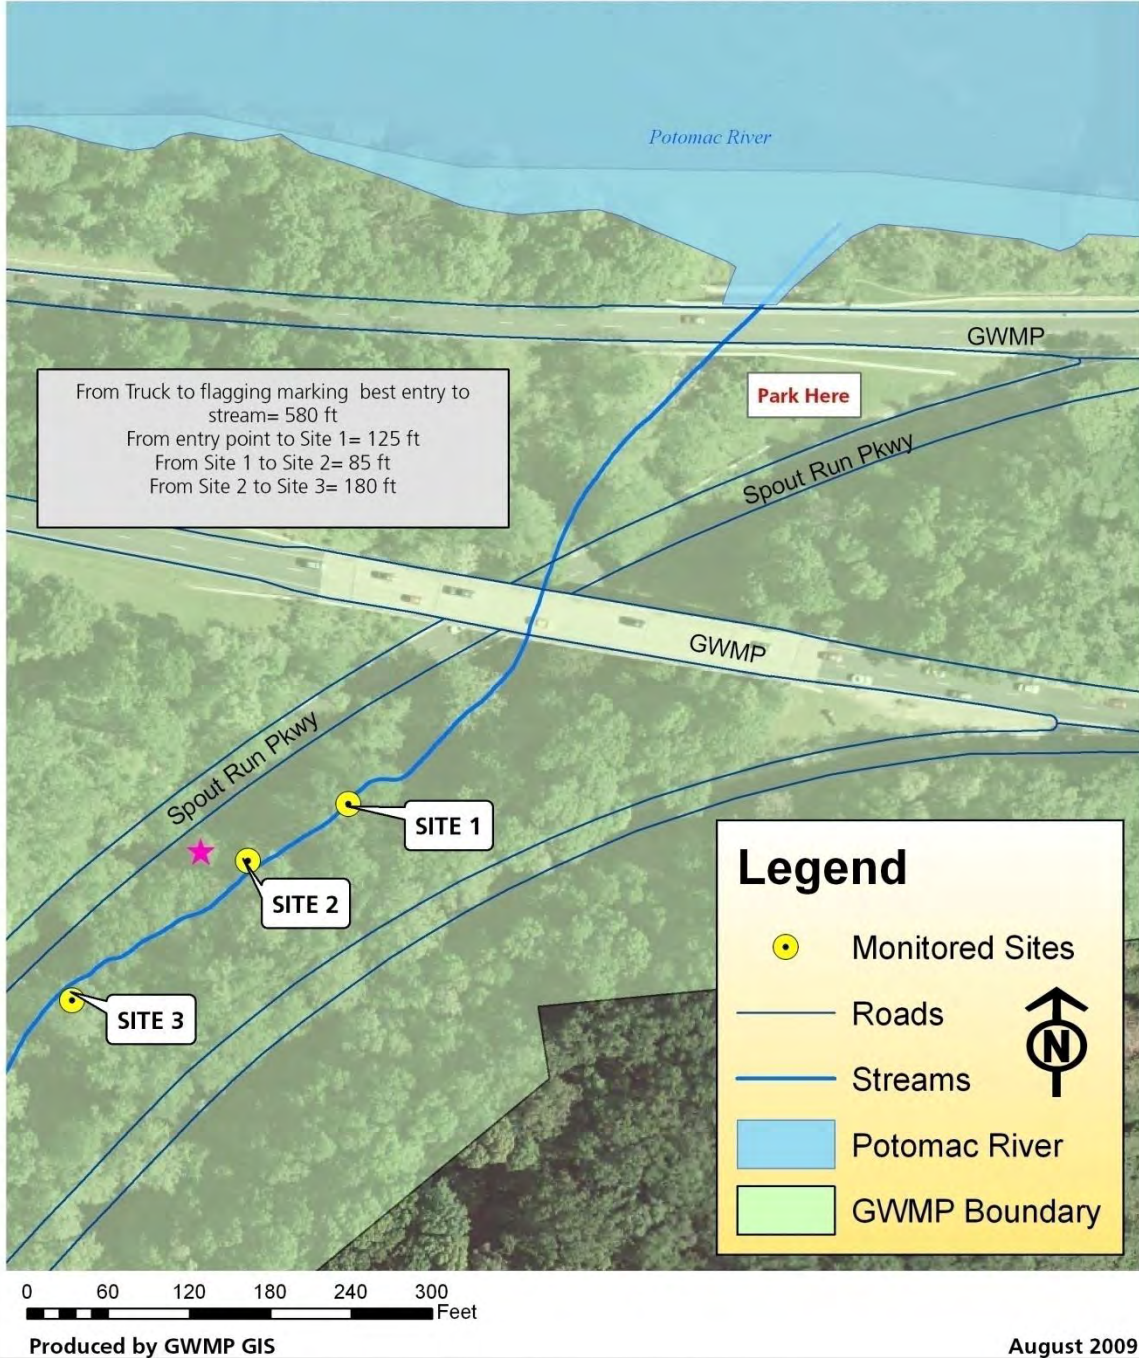 Potomac River
GWMP
From Truck to flagging marking best entry to
stream= 580 ft
From entry point to Site 1= 125 ft
From Site 1 to Site 2= 85 ft
From Site 2 to Site 3= 180 ft
Park Here
Spout Run Pkwy
GWMP
Spout Run Pkwy
SITE 1
SITE 2
SITE 3
Legend
Monitored Sites
Roads
Streams
Potomac River
GWMP Boundary
N
0 60 120 180 240 300
Feet
Produced by GWMP GIS
August 2009